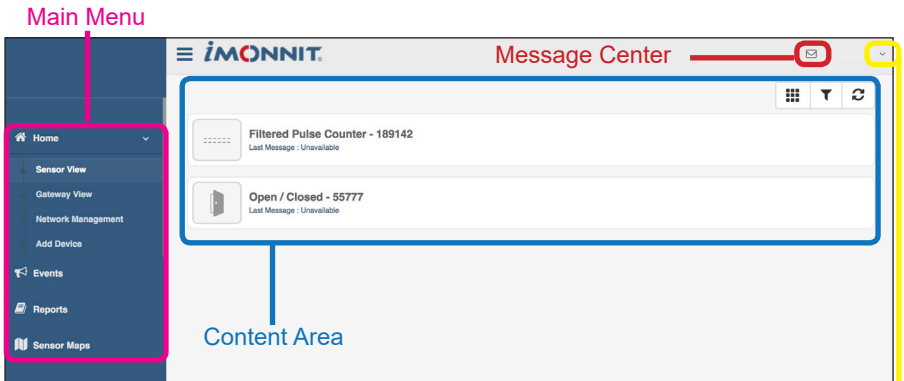 Main Menu
iMONNIT.
Message Center
Home
Sensor View
Gateway View
Network Management
Add Device
Events
Reports
Sensor Maps
Filtered Pulse Counter - 189142
Last Message : Unavailable
Open / Closed - 55777
Last Message : Unavailable
Content Area